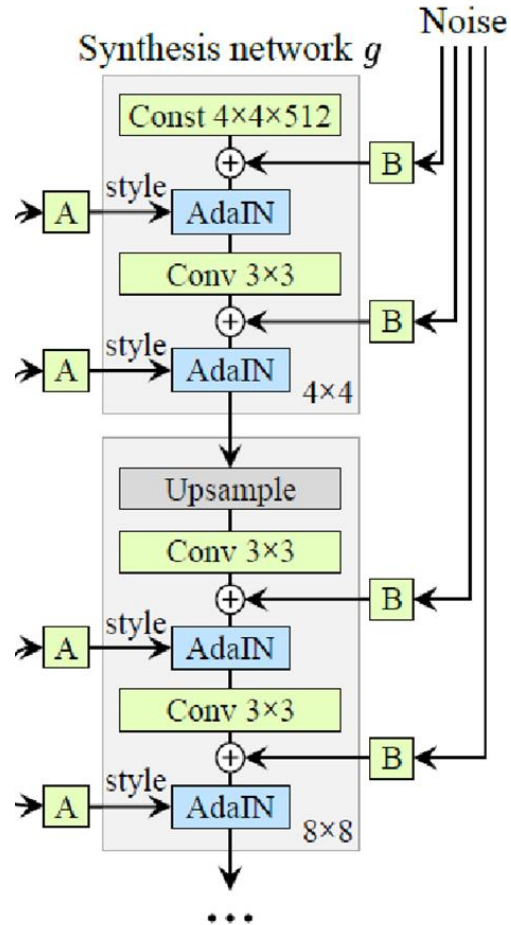 Noise
Synthesis network g
Const 4×4×512
B
style
A
AdaIN
Conv 3×3
B
style
A
AdaIN
4×4
Upsample
Conv 3×3
B
style
A
AdaIN
Conv 3×3
B
style
A
AdaIN
8×8
...